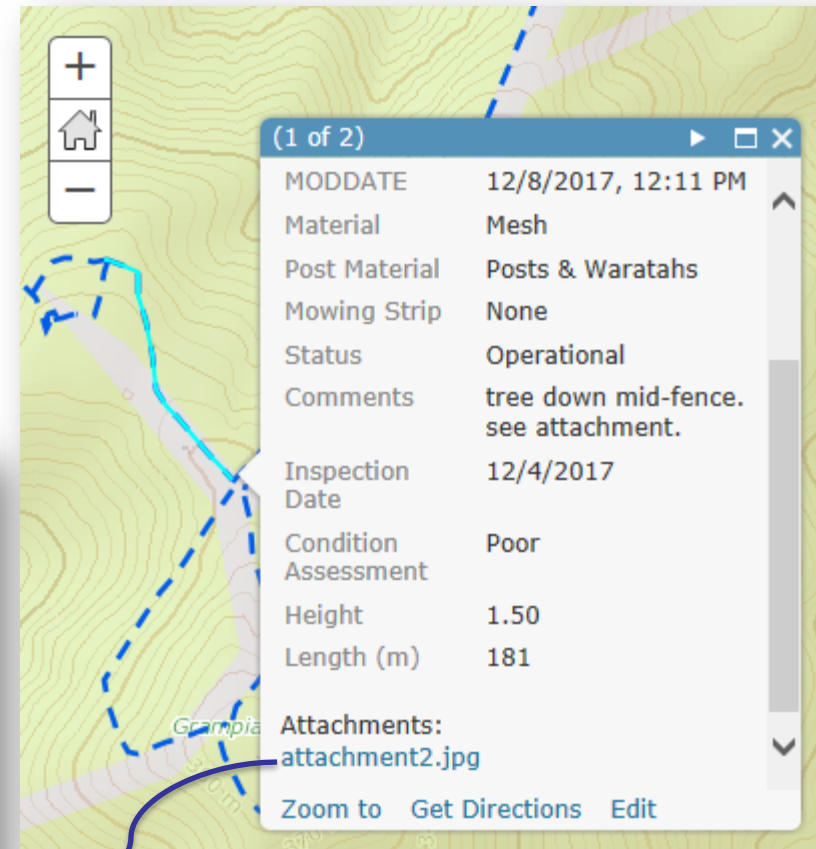 +
−
(1 of 2)
MODDATE 12/8/2017, 12:11 PM
Material Mesh
Post Material Posts & Waratahs
Mowing Strip None
Status Operational
Comments tree down mid-fence.
see attachment.
Inspection 12/4/2017
Date
Condition Poor
Assessment
Height 1.50
Length (m) 181
Grampia
Attachments:
attachment2.jpg
Zoom to Get Directions Edit